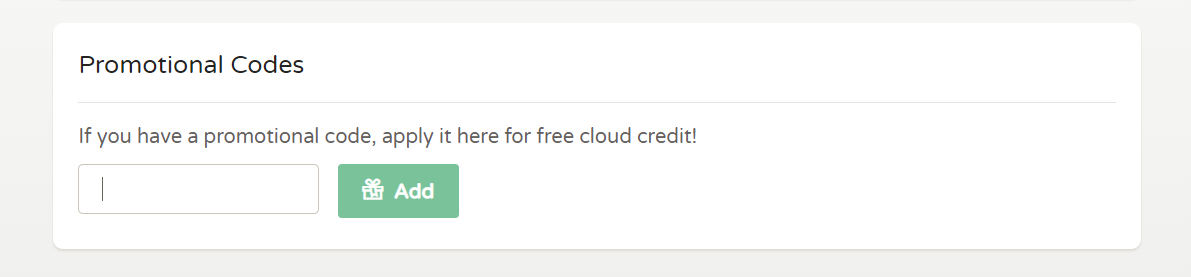 Promotional Codes
If you have a promotional code, apply it here for free cloud credit!
Add